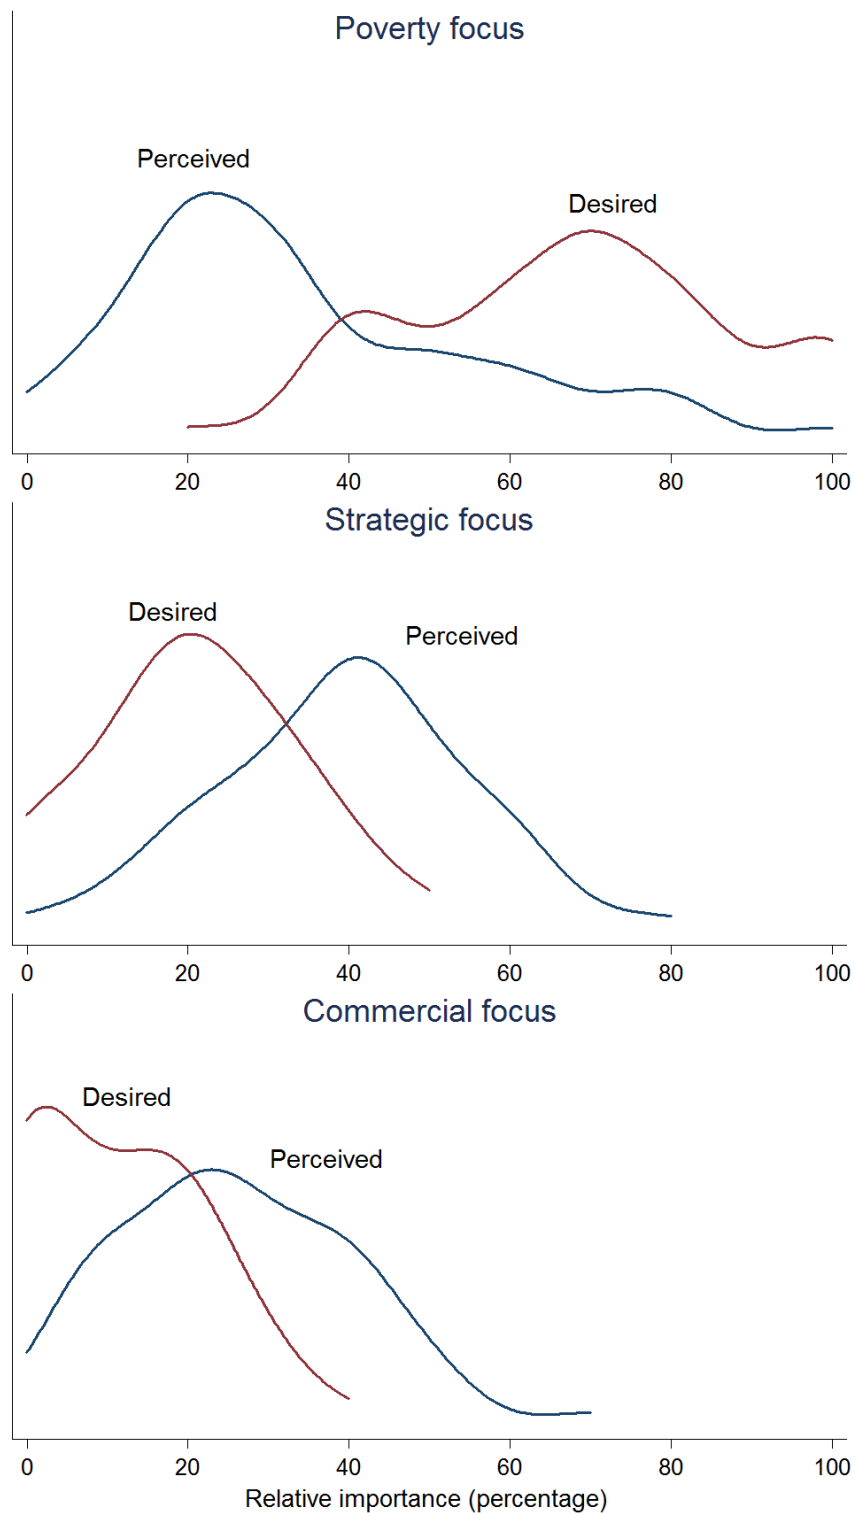 Poverty focus
Perceived
Desired
0 20 40 60 80 100
Strategic focus
Desired
Perceived
0 20 40 60 80 100
Commercial focus
Desired
Perceived
0 20 40 60 80 100
Relative importance (percentage)